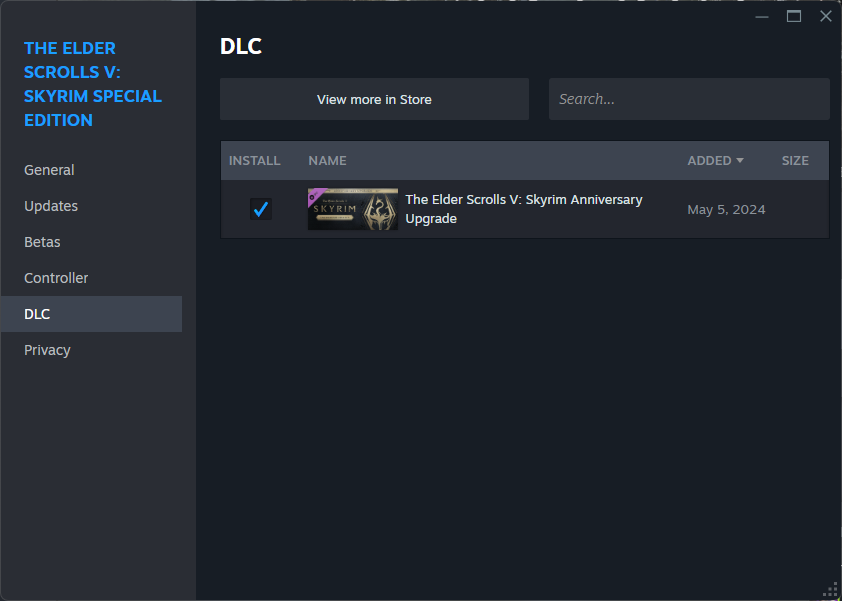 THE ELDER
SCROLLS V:
SKYRIM SPECIAL
EDITION
General
Updates
Betas
Controller
DLC
Privacy
DLC
View more in Store
Search...
INSTALL NAME ADDED SIZE
SKYRIM
The Elder Scrolls V: Skyrim Anniversary
Upgrade
May 5, 2024